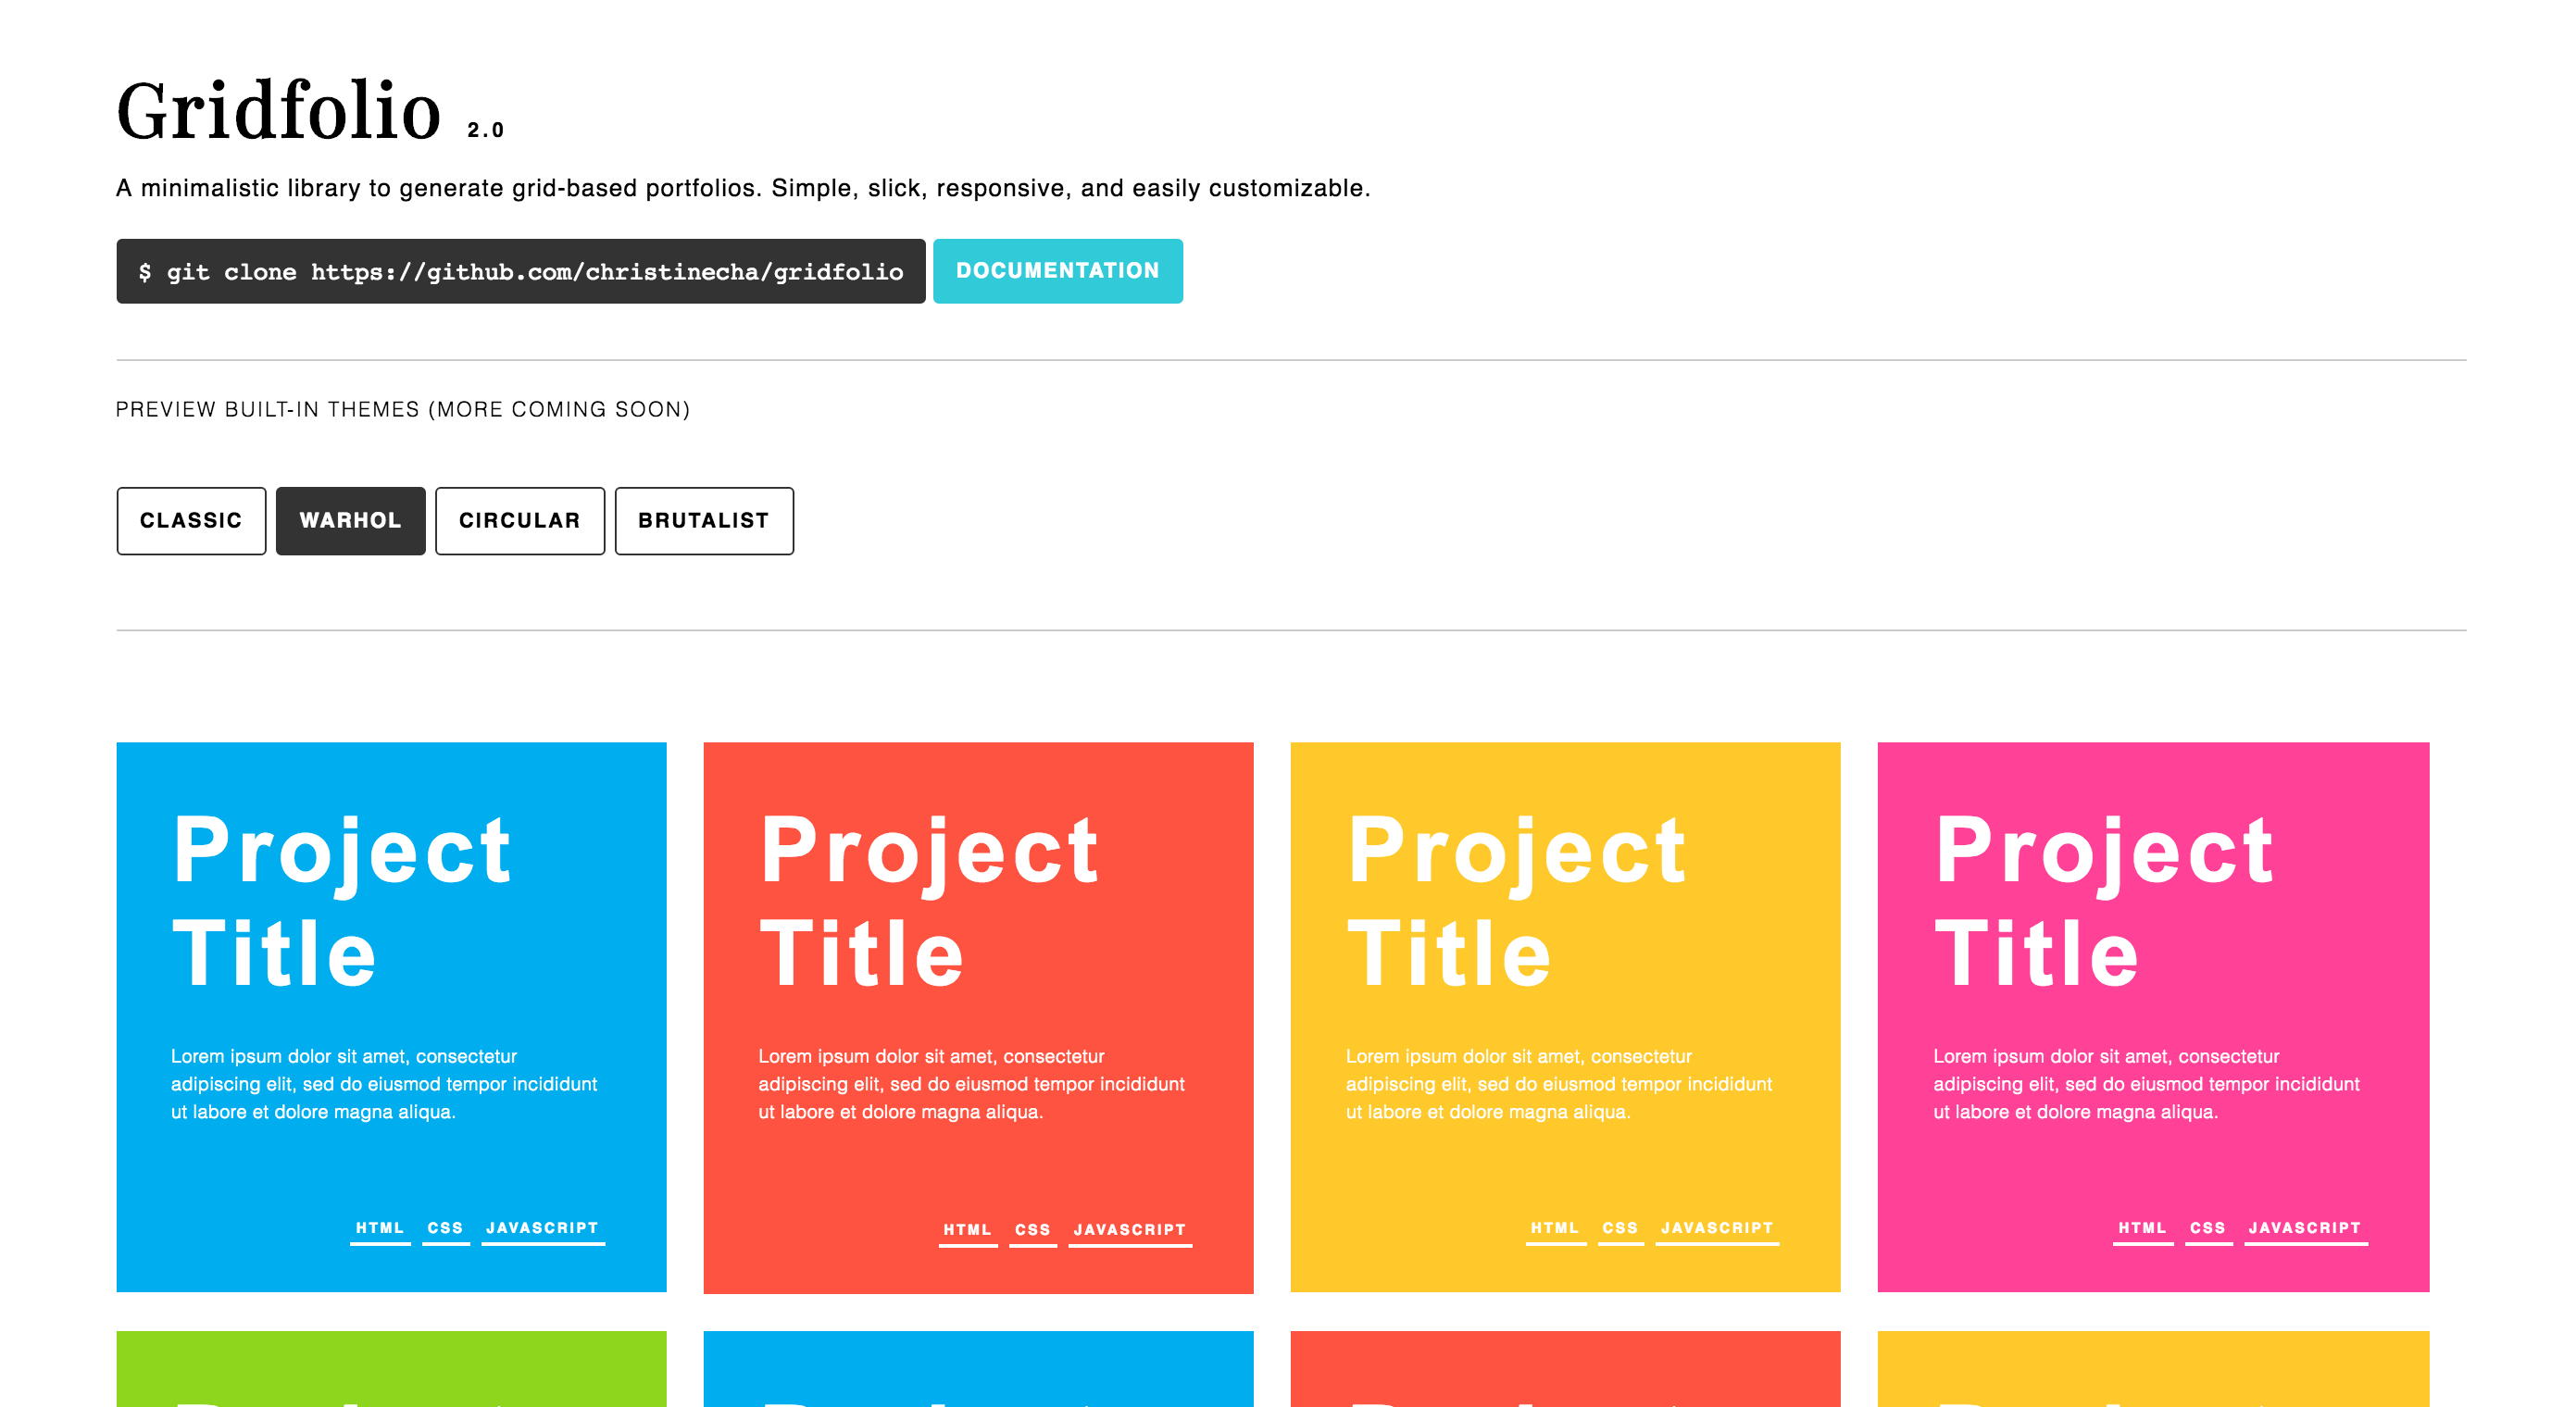 Gridfolio 2.0
A minimalistic library to generate grid-based portfolios. Simple, slick, responsive, and easily customizable.
$ git clone https://github.com/christinecha/gridfolio DOCUMENTATION
PREVIEW BUILT-IN THEMES (MORE COMING SOON)
CLASSIC WARHOL CIRCULAR BRUTALIST
Project
Title
Lorem ipsum dolor sit amet, consectetur
adipiscing elit, sed do eiusmod tempor incididunt
ut labore et dolore magna aliqua.
HTML CSS JAVASCRIPT
Project
Title
Lorem ipsum dolor sit amet, consectetur
adipiscing elit, sed do eiusmod tempor incididunt
ut labore et dolore magna aliqua.
HTML CSS JAVASCRIPT
Project
Title
Lorem ipsum dolor sit amet, consectetur
adipiscing elit, sed do eiusmod tempor incididunt
ut labore et dolore magna aliqua.
HTML CSS JAVASCRIPT
Project
Title
Lorem ipsum dolor sit amet, consectetur
adipiscing elit, sed do eiusmod tempor incididunt
ut labore et dolore magna aliqua.
HTML CSS JAVASCRIPT